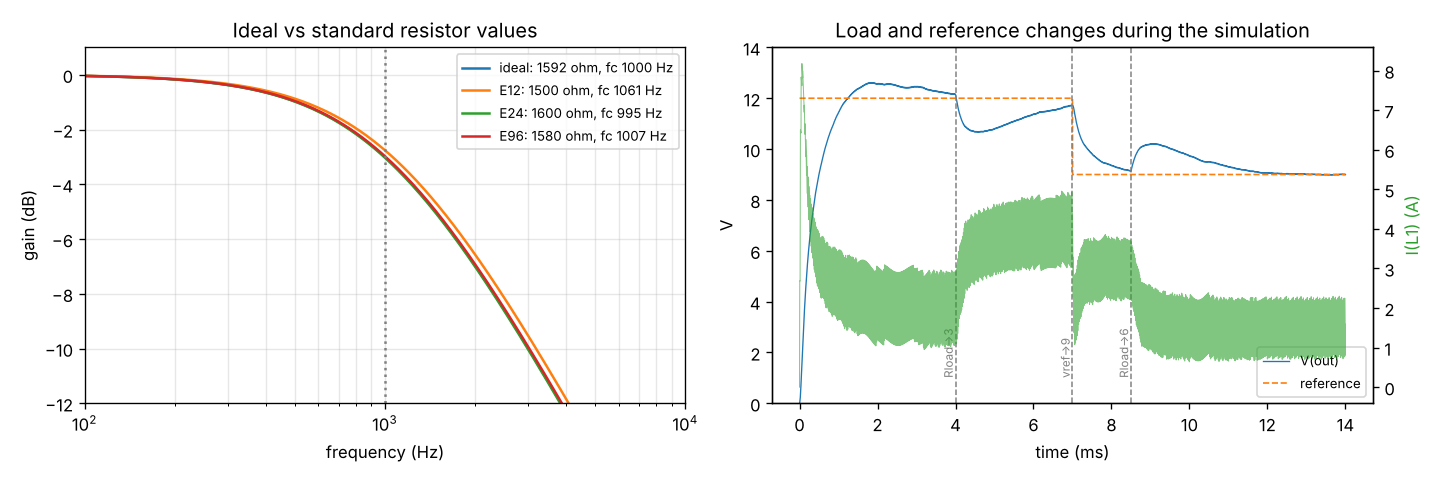 Ideal vs standard resistor values
0
−2
−4
−6
−8
−10
−12
gain (dB)
ideal: 1592 ohm, fc 1000 Hz
E12: 1500 ohm, fc 1061 Hz
E24: 1600 ohm, fc 995 Hz
E96: 1580 ohm, fc 1007 Hz
10²
10³
10⁴
frequency (Hz)
Load and reference changes during the simulation
14
12
10
8
6
4
2
0
V
Rload→3
vref→9
Rload→6
V(out)
reference
8
7
6
5
4
3
2
1
0
I(L1) (A)
0
2
4
6
8
10
12
14
time (ms)